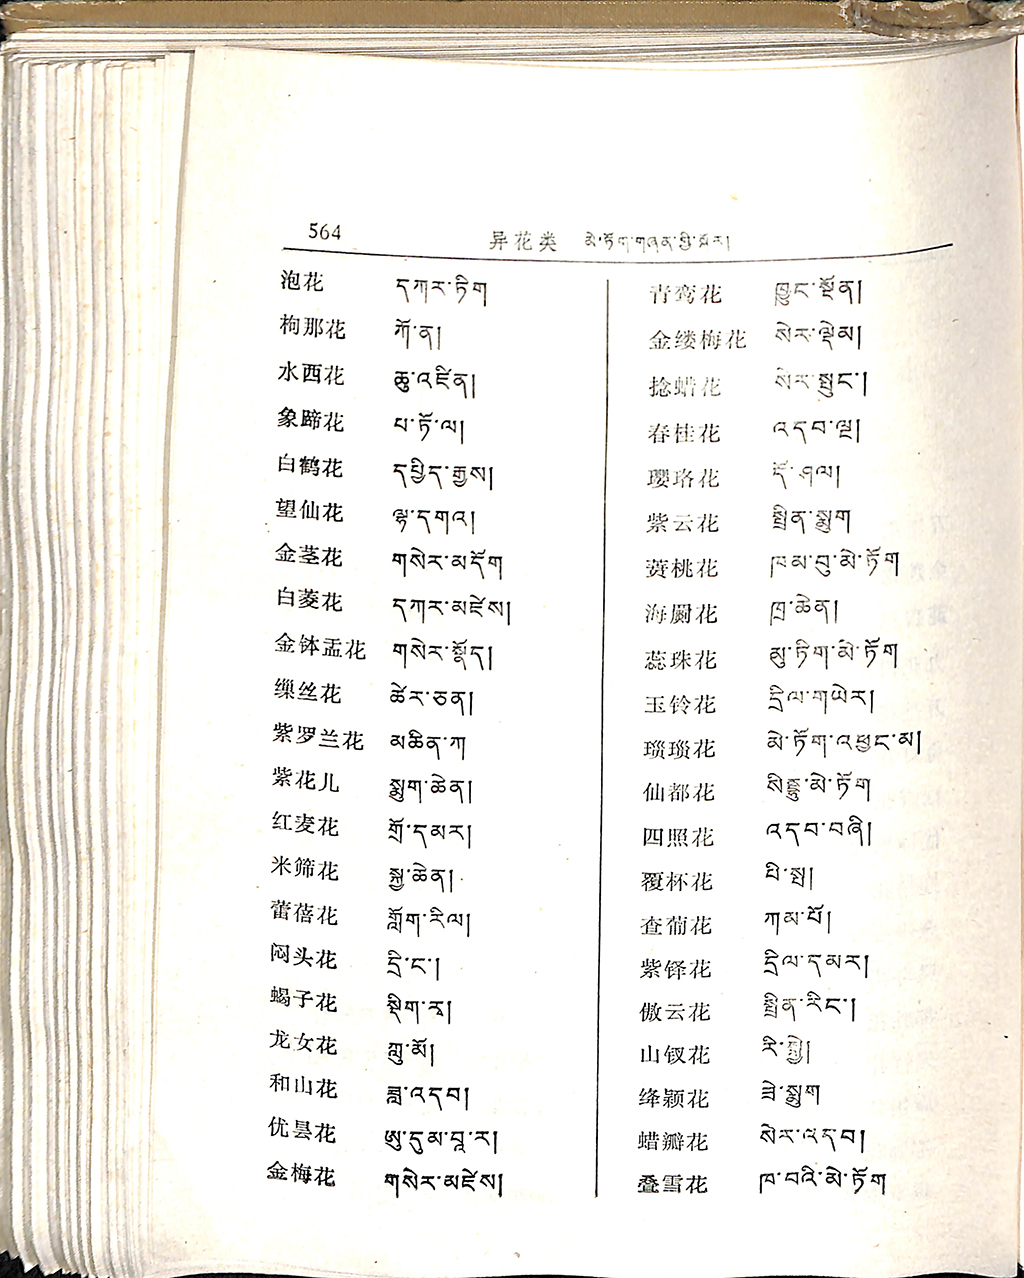 564
异花类 མེ་ཏོག་གཞན་གྱི་སྐོར།
泡花 དཀར་ཏིག
枸那花 ཀོ་ན།
水西花 ཆུ་འཛིན།
象蹄花 པ་ཏོ་ལ།
白鹤花 དཔྱིད་རྒྱས།
望仙花 ལྷ་དགའ།
金茎花 གསེར་མདོག
白菱花 དཀར་མཛེས།
金钵盂花 གསེར་སྣོད།
缫丝花 ཚེར་ཅན།
紫罗兰花 མཆིན་ཀ
紫花儿 སྨུག་ཆེན།
红麦花 གྲོ་དམར།
米筛花 སྐྱ་ཆེན།
蕾蓓花 ཀློག་རིལ།
闷头花 དྲི་ང་།
蝎子花 སྡིག་རྭ།
龙女花 ཀླུ་མོ།
和山花 ཟླ་འདབ།
优昙花 ཨུ་དུམ་བཱ་ར།
金梅花 གསེར་མཛེས།
青鸾花 ཁྱུང་སྔོན།
金缕梅花 སེར་ལྡེམ།
捻蜡花 སེར་སྤུང་།
春桂花 འདབ་ལྔ།
璎珞花 དོ་ཤལ།
紫云花 སྤྲིན་སྨུག
蒉桃花 ཁམ་བུ་མེ་ཏོག
海罽花 ཁྲ་ཆེན།
蕊珠花 མུ་ཏིག་མེ་ཏོག
玉铃花 དྲིལ་གཡེར།
琐琐花 མེ་ཏོག་འཕྱང་མ།
仙都花 སིནྡྷུ་མེ་ཏོག
四照花 འདབ་བཞི།
覆杯花 པི་སྤ།
查葡花 ཀམ་པོ།
紫铎花 དྲིལ་དམར།
傲云花 སྤྲིན་རིང་།
山钗花 རི་ཀྱི།
绛颖花 ཟེ་སྨུག
蜡瓣花 སེར་འདབ།
叠雪花 ཁ་བའི་མེ་ཏོག